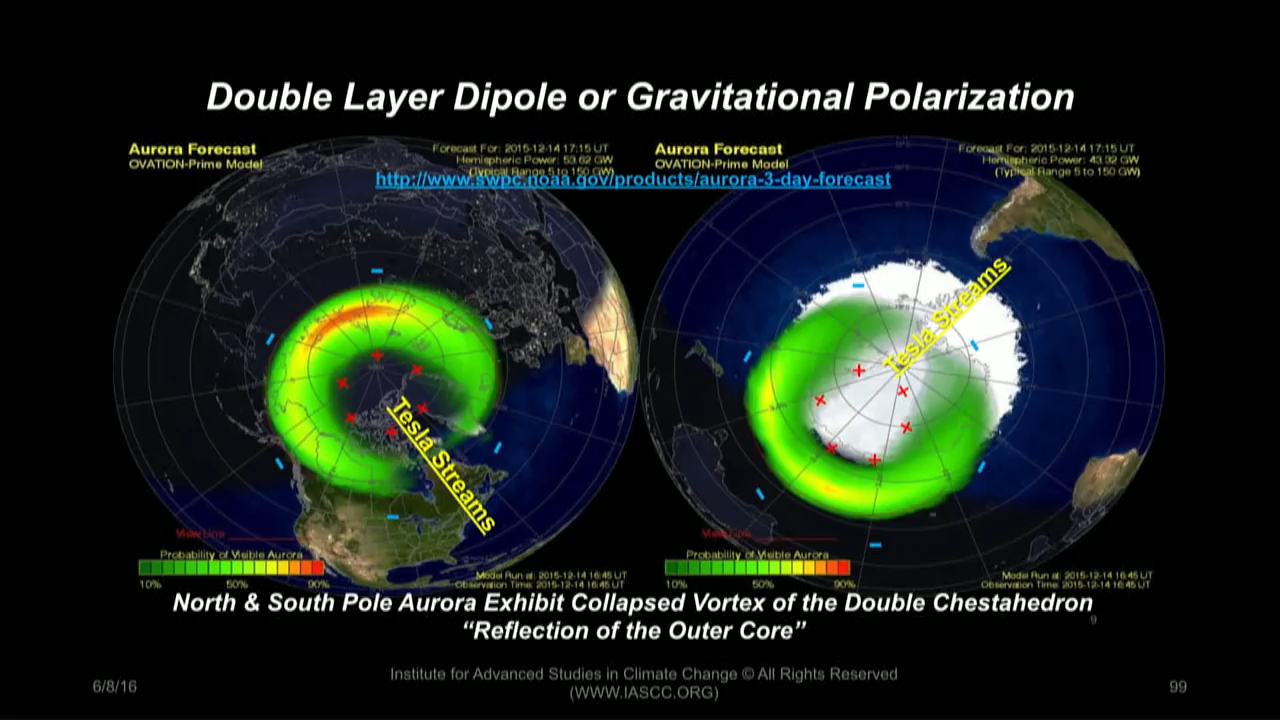 Double Layer Dipole or Gravitational Polarization
Aurora Forecast
OVATION-Prime Model
Forecast For: 2015-12-14 17:15 UT
Hemispheric Power: 53.62 GW
(Typical Range 5 to 150 GW)
Aurora Forecast
OVATION-Prime Model
Forecast For: 2015-12-14 17:15 UT
Hemispheric Power: 43.32 GW
(Typical Range 5 to 150 GW)
http://www.swpc.noaa.gov/products/aurora-3-day-forecast
Tesla Streams
Tesla Streams
View Line
Probability of Visible Aurora
10% 50% 90%
Model Run at: 2015-12-14 16:45 UT
Observation Time: 2015-12-14 16:45 UT
View Line
Probability of Visible Aurora
10% 50% 90%
Model Run at: 2015-12-14 16:45 UT
Observation Time: 2015-12-14 16:45 UT
North & South Pole Aurora Exhibit Collapsed Vortex of the Double Chestahedron
“Reflection of the Outer Core”
9
6/8/16
Institute for Advanced Studies in Climate Change © All Rights Reserved
(WWW.IASCC.ORG)
99